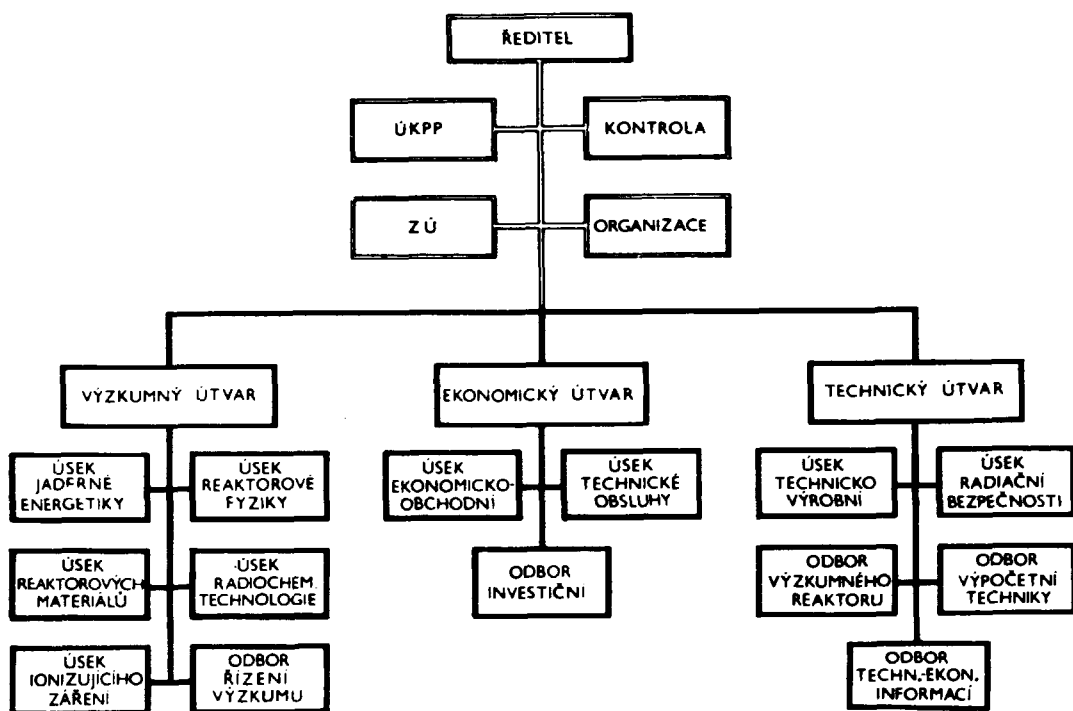 ŘEDITEL
ÚKPP
KONTROLA
ZÚ
ORGANIZACE
VÝZKUMNÝ ÚTVAR
EKONOMICKÝ ÚTVAR
TECHNICKÝ ÚTVAR
ÚSEK
JADERNÉ
ENERGETIKY
ÚSEK
REAKTOROVÉ
FYZIKY
ÚSEK
EKONOMICKO-
OBCHODNÍ
ÚSEK
TECHNICKÉ
OBSLUHY
ÚSEK
TECHNICKO
VÝROBNÍ
ÚSEK
RADIAČNÍ
BEZPEČNOSTI
ÚSEK
REAKTOROVÝCH
MATERIÁLŮ
ÚSEK
RADIOCHEM.
TECHNOLOGIE
ODBOR
INVESTIČNÍ
ODBOR
VÝZKUMNÉHO
REAKTORU
ODBOR
VÝPOČETNÍ
TECHNIKY
ÚSEK
IONIZUJÍCÍHO
ZÁŘENÍ
ODBOR
ŘÍZENÍ
VÝZKUMU
ODBOR
TECHN.-EKON.
INFORMACÍ